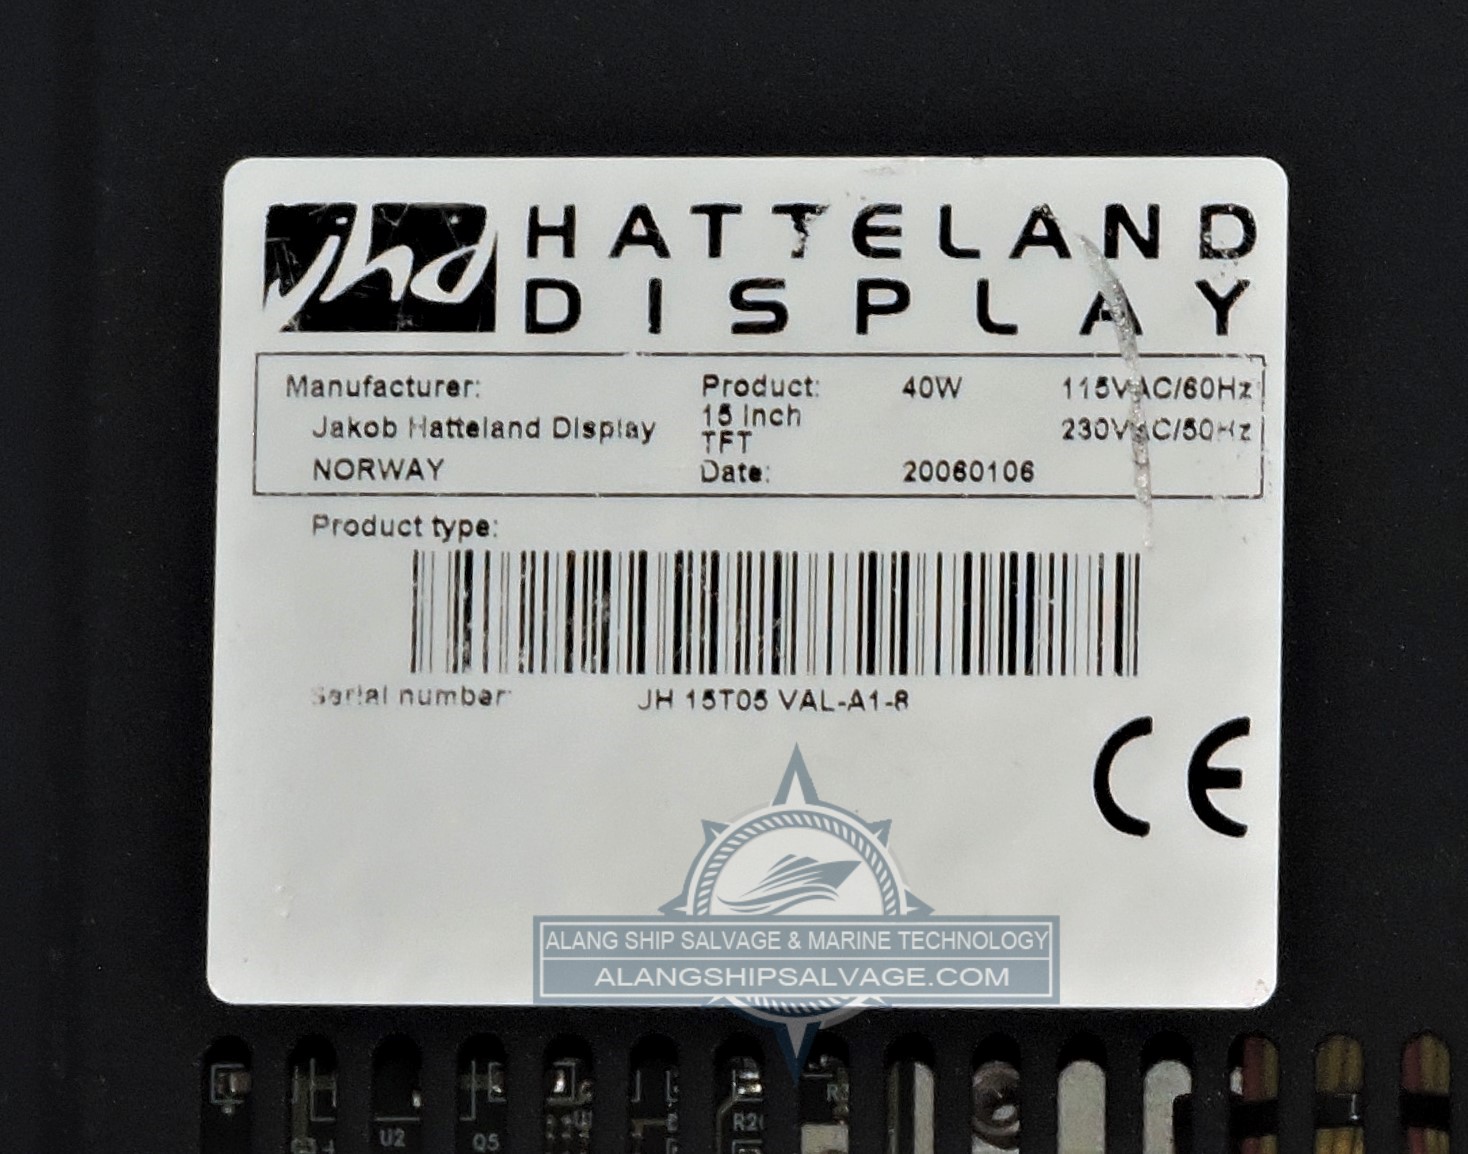 jhd
HATTELAND
DISPLAY
Manufacturer: Product: 40W 115VAC/60Hz
15 Inch
Jakob Hatteland Display 230VAC/50Hz
TFT
NORWAY Date: 20060106
Product type:
Serial number: JH 15T05 VAL-A1-8
CE
ALANG SHIP SALVAGE & MARINE TECHNOLOGY
ALANGSHIPSALVAGE.COM
U2 Q5